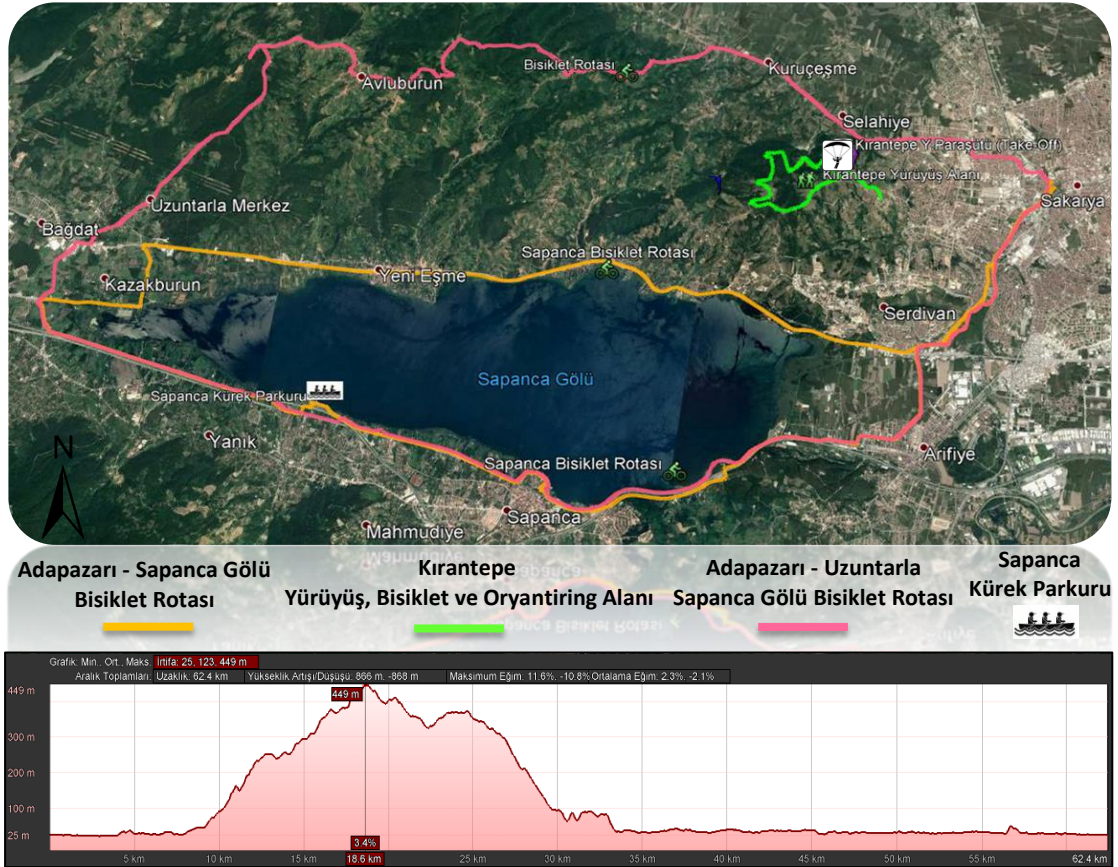 Bisiklet Rotası
Kuruçeşme
Avluburun
Selahiye
Kırantepe Y.Paraşütü (Take-Off)
Kırantepe Yürüyüş Alanı
Sakarya
Uzuntarla Merkez
Bağdat
Sapanca Bisiklet Rotası
Yeni Eşme
Kazakburun
Serdivan
Sapanca Gölü
Sapanca Kürek Parkuru
Yanık
Arifiye
Sapanca Bisiklet Rotası
N
Sapanca
Mahmudiye
Adapazarı - Sapanca Gölü
Bisiklet Rotası
Kırantepe
Yürüyüş, Bisiklet ve Oryantiring Alanı
Adapazarı - Uzuntarla
Sapanca Gölü Bisiklet Rotası
Sapanca
Kürek Parkuru
Grafik: Min., Ort., Maks. İrtifa: 25, 123, 449 m
Aralık Toplamları: Uzaklık: 62.4 km Yükseklik Artışı/Düşüşü: 866 m, -868 m Maksimum Eğim: 11.6%, -10.8% Ortalama Eğim: 2.3%, -2.1%
449 m
449 m
300 m
200 m
100 m
25 m
3.4%
5 km 10 km 15 km 18.6 km 25 km 30 km 35 km 40 km 45 km 50 km 55 km 62.4 km